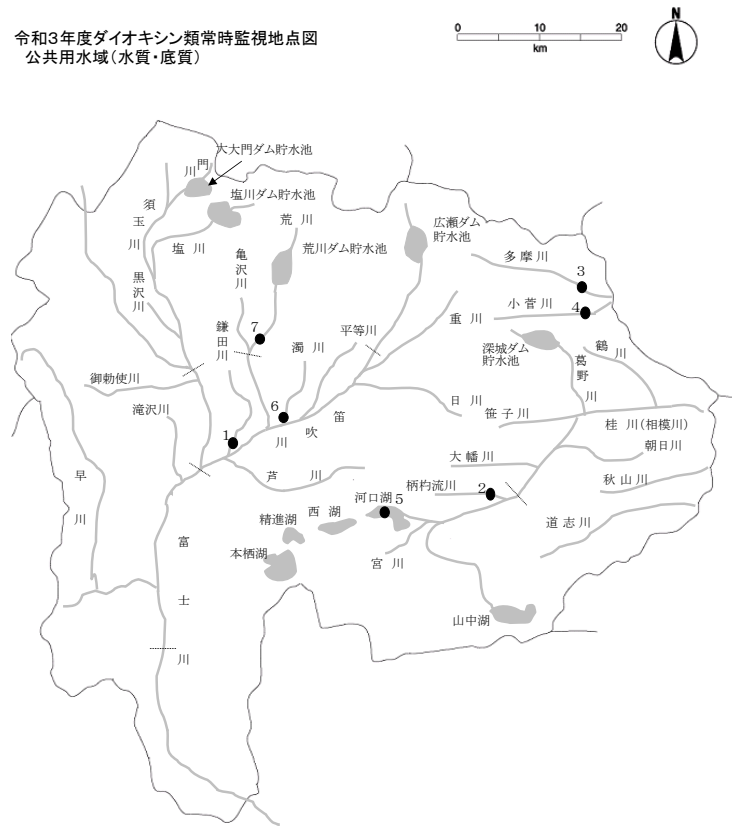 令和3年度ダイオキシン類常時監視地点図
公共用水域(水質・底質)
0 10 20
km
N
大大門ダム貯水池
門川
塩川ダム貯水池
須玉川
塩川
荒川
亀沢川
荒川ダム貯水池
広瀬ダム
貯水池
多摩川
3
黒沢川
小菅川
4
鎌田川
7
濁川
平等川
重川
深城ダム
貯水池
葛野川
鶴川
御勅使川
滝沢川
日川
笹子川
桂川(相模川)
朝日川
1
6
笛吹川
大幡川
秋山川
早川
芦川
柄杓流川
2
道志川
河口湖
5
西湖
精進湖
本栖湖
宮川
富士川
山中湖